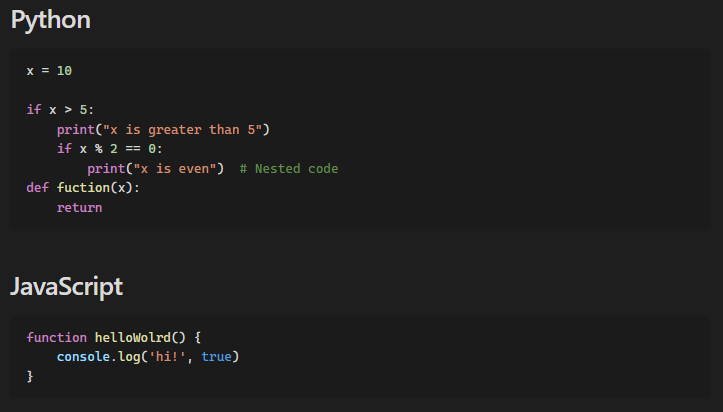 Python
x = 10
if x > 5:
    print("x is greater than 5")
    if x % 2 == 0:
        print("x is even")  # Nested code
def fuction(x):
    return
JavaScript
function helloWolrd() {
    console.log('hi!', true)
}